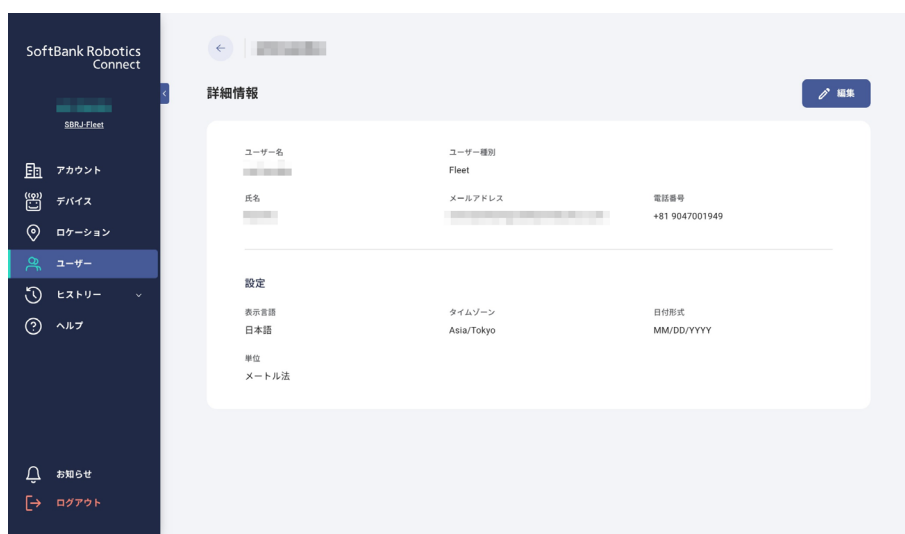 SoftBank Robotics
Connect
SBRJ-Fleet
アカウント
デバイス
ロケーション
ユーザー
ヒストリー
ヘルプ
お知らせ
ログアウト
詳細情報
編集
ユーザー名
ユーザー種別
Fleet
氏名
メールアドレス
電話番号
+81 9047001949
設定
表示言語
タイムゾーン
日付形式
日本語
Asia/Tokyo
MM/DD/YYYY
単位
メートル法